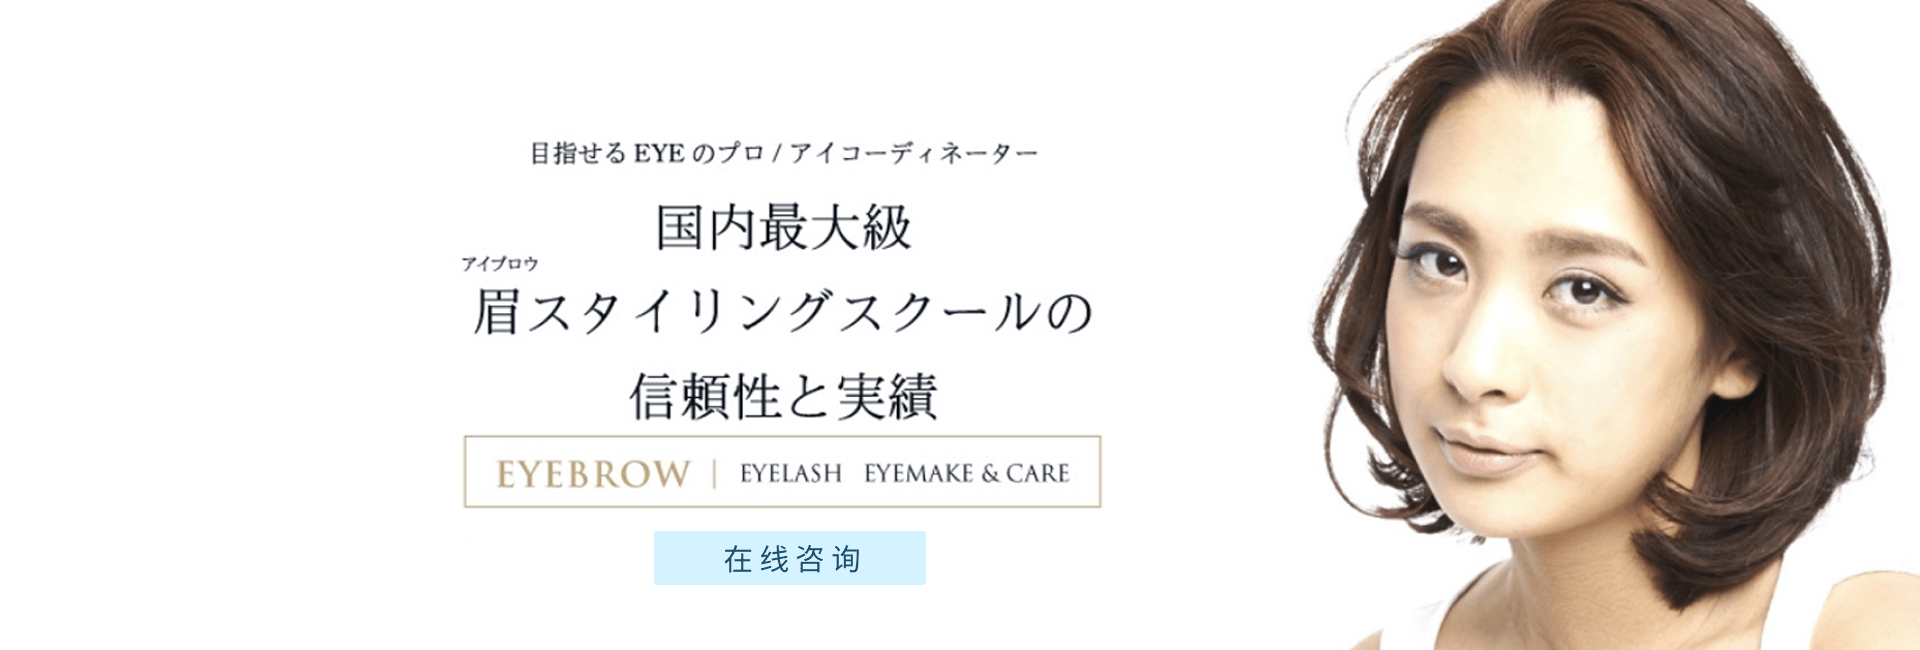 目指せる EYE のプロ / アイコーディネーター
国内最大級
アイブロウ
眉スタイリングスクールの
信頼性と実績
EYEBROW | EYELASH EYEMAKE & CARE
在线咨询